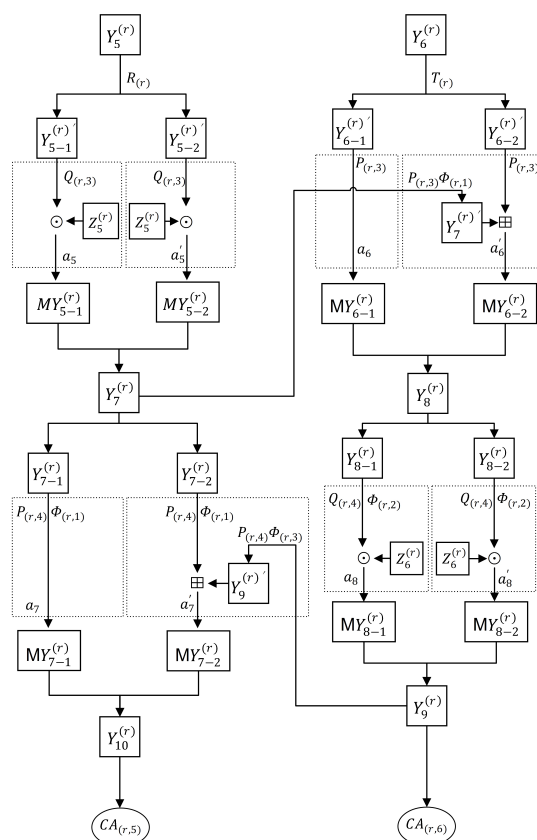 Y_5^{(r)} Y_6^{(r)}
R_{(r)} T_{(r)}
Y_{5−1}^{(r)′} Y_{5−2}^{(r)′} Y_{6−1}^{(r)′} Y_{6−2}^{(r)′}
Q_{(r,3)} Q_{(r,3)} P_{(r,3)} P_{(r,3)}
P_{(r,3)}Φ_{(r,1)}
⊙ Z_5^{(r)} Z_5^{(r)} ⊙ Y_7^{(r)′} ⊞
a_5 a_5′ a_6 a_6′
MY_{5−1}^{(r)} MY_{5−2}^{(r)} MY_{6−1}^{(r)} MY_{6−2}^{(r)}
Y_7^{(r)} Y_8^{(r)}
Y_{7−1}^{(r)} Y_{7−2}^{(r)} Y_{8−1}^{(r)} Y_{8−2}^{(r)}
P_{(r,4)} Φ_{(r,1)} P_{(r,4)} Φ_{(r,1)} Q_{(r,4)} Φ_{(r,2)} Q_{(r,4)} Φ_{(r,2)}
P_{(r,4)}Φ_{(r,3)}
⊙ Z_6^{(r)} Z_6^{(r)} ⊙
⊞ Y_9^{(r)′}
a_7 a_7′ a_8 a_8′
MY_{7−1}^{(r)} MY_{7−2}^{(r)} MY_{8−1}^{(r)} MY_{8−2}^{(r)}
Y_{10}^{(r)} Y_9^{(r)}
CA_{(r,5)} CA_{(r,6)}